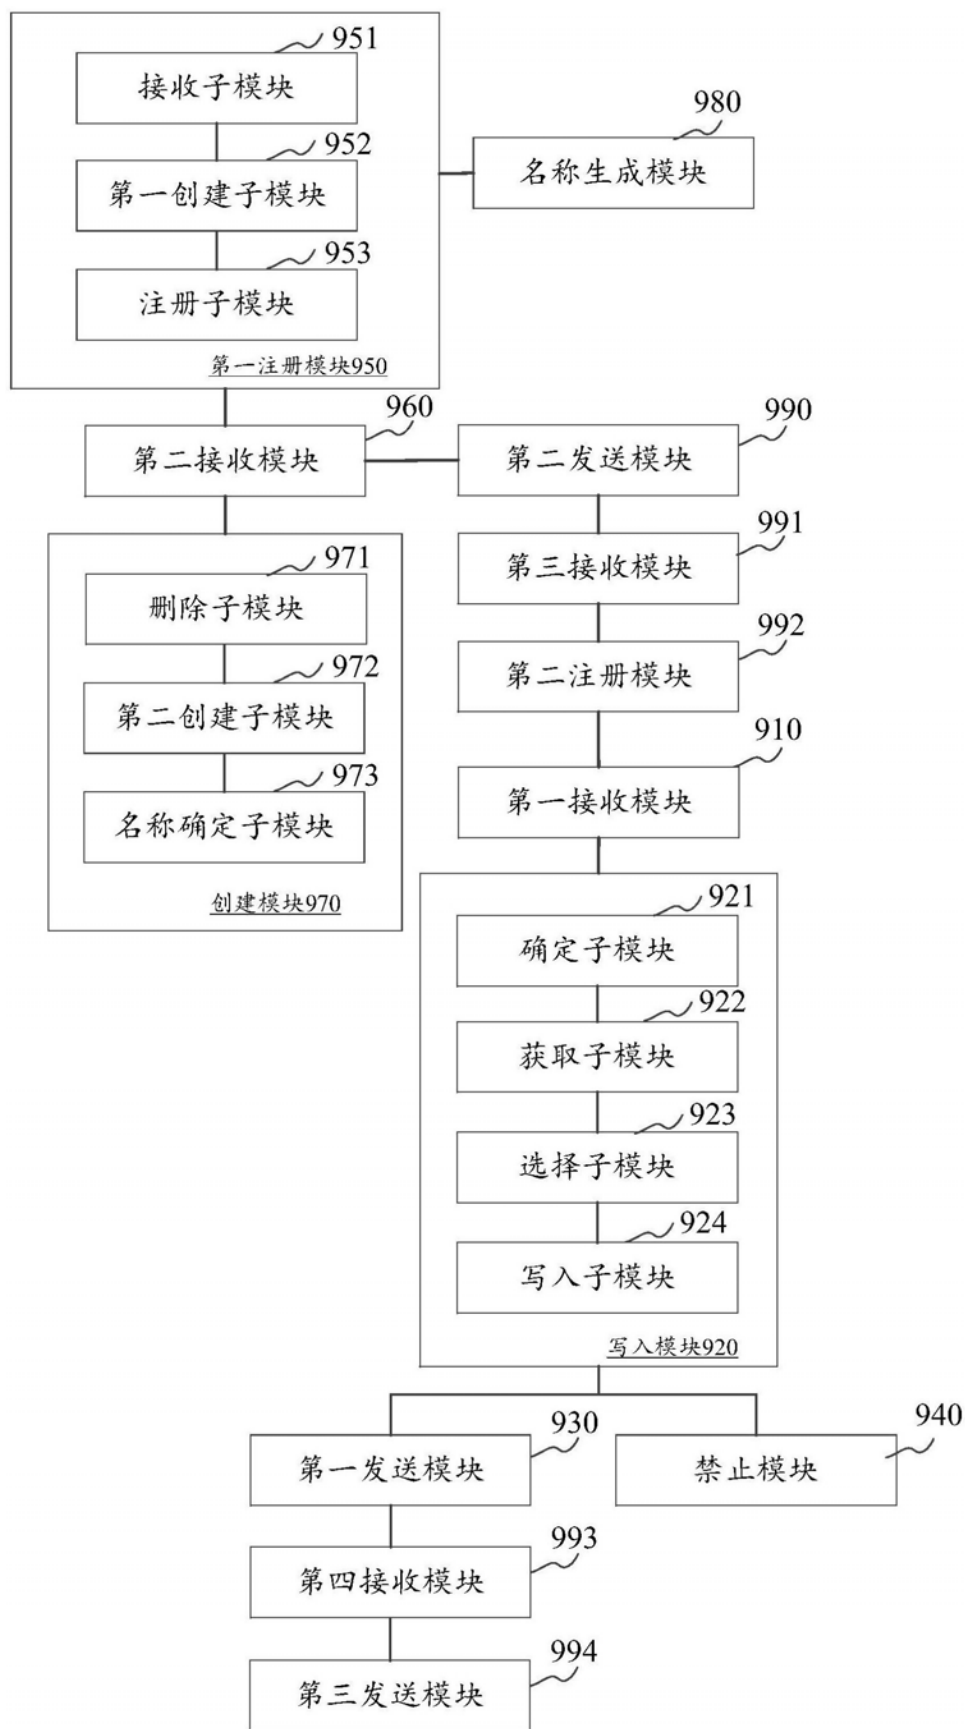 951
接收子模块
952
第一创建子模块
953
注册子模块
第一注册模块950
980
名称生成模块
960
第二接收模块
990
第二发送模块
991
第三接收模块
992
第二注册模块
971
删除子模块
972
第二创建子模块
973
名称确定子模块
创建模块970
910
第一接收模块
921
确定子模块
922
获取子模块
923
选择子模块
924
写入子模块
写入模块920
930
第一发送模块
940
禁止模块
993
第四接收模块
994
第三发送模块